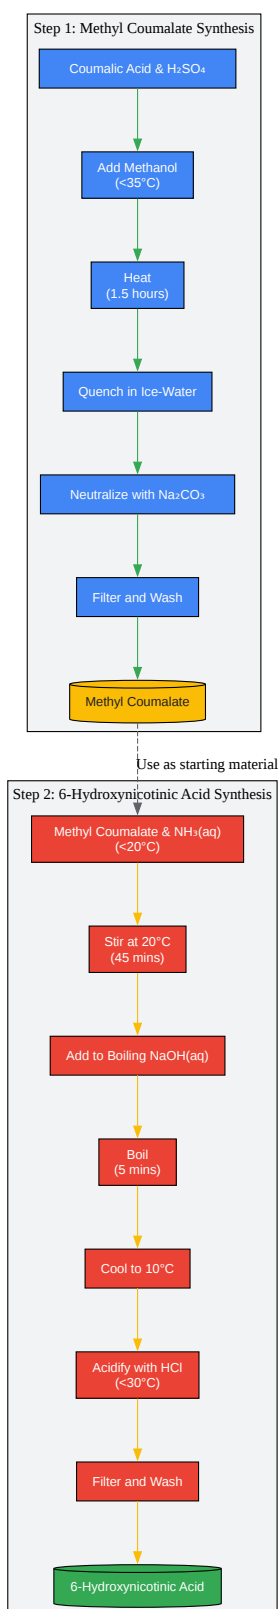 Step 1: Methyl Coumalate Synthesis
Coumalic Acid & H₂SO₄
Add Methanol
(<35°C)
Heat
(1.5 hours)
Quench in Ice-Water
Neutralize with Na₂CO₃
Filter and Wash
Methyl Coumalate
Use as starting material
Step 2: 6-Hydroxynicotinic Acid Synthesis
Methyl Coumalate & NH₃(aq)
(<20°C)
Stir at 20°C
(45 mins)
Add to Boiling NaOH(aq)
Boil
(5 mins)
Cool to 10°C
Acidify with HCl
(<30°C)
Filter and Wash
6-Hydroxynicotinic Acid